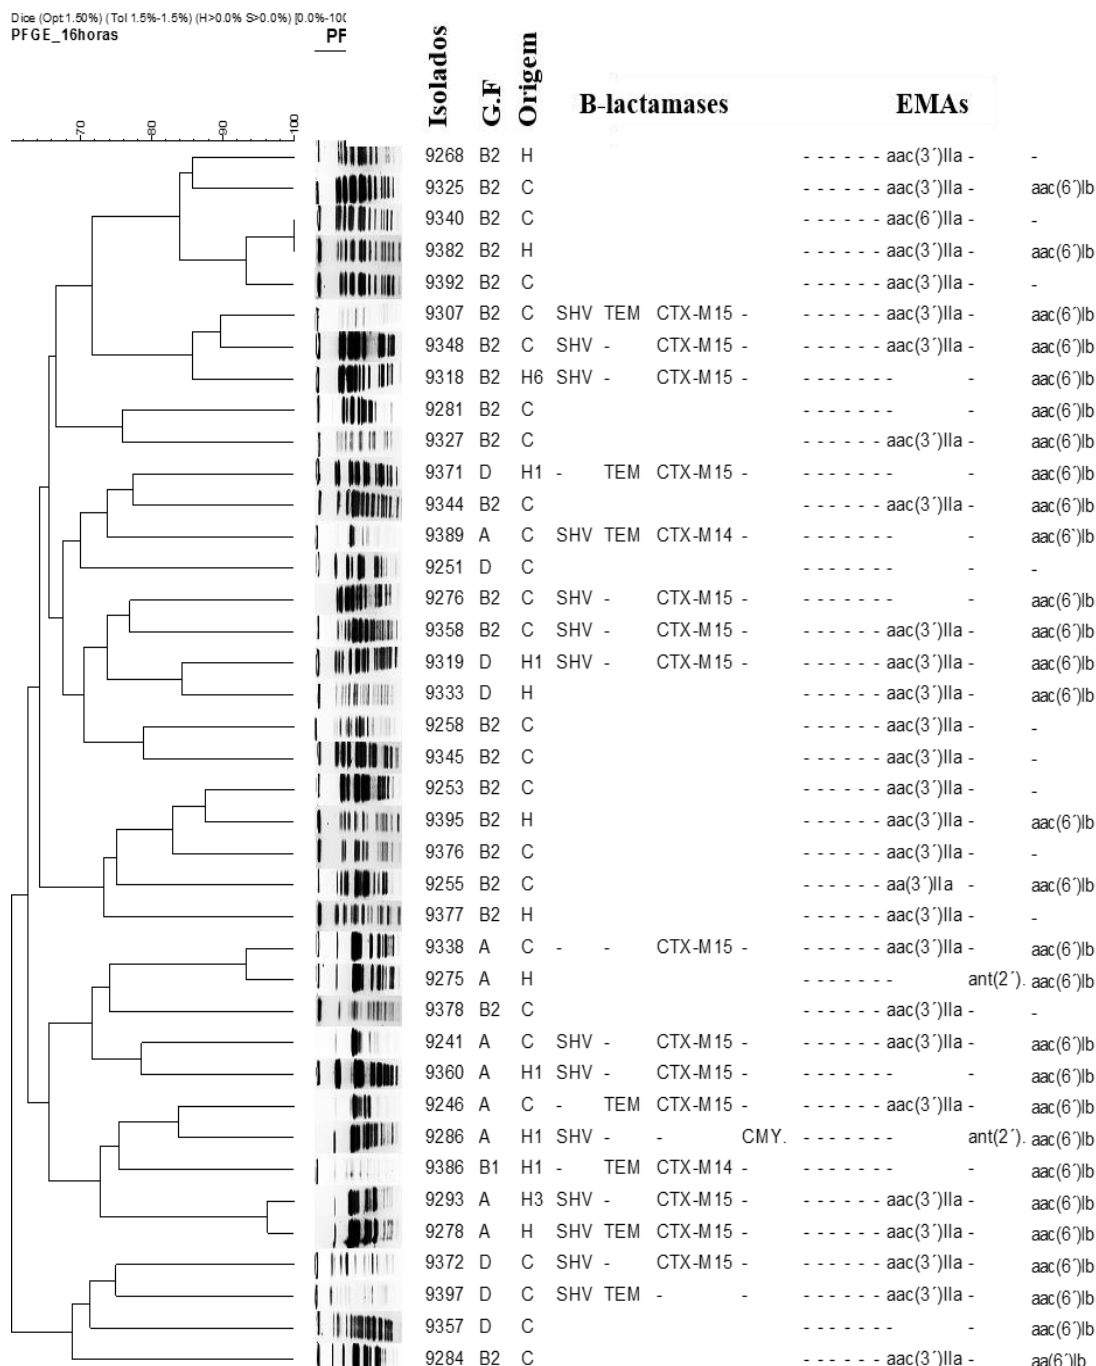 Dice (Opt 1.50%) (Tol 1.5%-1.5%) (H>0.0% S>0.0%) [0.0%-10
PFGE_16horas PF
Isolados G.F Origem B-lactamases EMAs
70 80 90 100
9268 B2 H - - - - - - aac(3´)IIa - -
9325 B2 C - - - - - - aac(3´)IIa - aac(6´)Ib
9340 B2 C - - - - - - aac(6´)IIa - -
9382 B2 H - - - - - - aac(3´)IIa - aac(6´)Ib
9392 B2 C - - - - - - aac(3´)IIa - -
9307 B2 C SHV TEM CTX-M15 - - - - - - - aac(3´)IIa - aac(6´)Ib
9348 B2 C SHV - CTX-M15 - - - - - - - aac(3´)IIa - aac(6´)Ib
9318 B2 H6 SHV - CTX-M15 - - - - - - - - - aac(6´)Ib
9281 B2 C - - - - - - - - aac(6´)Ib
9327 B2 C - - - - - - aac(3´)IIa - aac(6´)Ib
9371 D H1 - TEM CTX-M15 - - - - - - - - - aac(6´)Ib
9344 B2 C - - - - - - aac(3´)IIa - aac(6´)Ib
9389 A C SHV TEM CTX-M14 - - - - - - - - - aac(6`)Ib
9251 D C - - - - - - - - -
9276 B2 C SHV - CTX-M15 - - - - - - - - - aac(6´)Ib
9358 B2 C SHV - CTX-M15 - - - - - - - aac(3´)IIa - aac(6´)Ib
9319 D H1 SHV - CTX-M15 - - - - - - - aac(3´)IIa - aac(6´)Ib
9333 D H - - - - - - aac(3´)IIa - aac(6´)Ib
9258 B2 C - - - - - - aac(3´)IIa - -
9345 B2 C - - - - - - aac(3´)IIa - -
9253 B2 C - - - - - - aac(3´)IIa - -
9395 B2 H - - - - - - aac(3´)IIa - aac(6´)Ib
9376 B2 C - - - - - - aac(3´)IIa - -
9255 B2 C - - - - - - aa(3´)IIa - aac(6´)Ib
9377 B2 H - - - - - - aac(3´)IIa - -
9338 A C - - CTX-M15 - - - - - - - aac(3´)IIa - aac(6´)Ib
9275 A H - - - - - - - ant(2´). aac(6´)Ib
9378 B2 C - - - - - - aac(3´)IIa - -
9241 A C SHV - CTX-M15 - - - - - - - aac(3´)IIa - aac(6´)Ib
9360 A H1 SHV - CTX-M15 - - - - - - - - - aac(6´)Ib
9246 A C - TEM CTX-M15 - - - - - - - aac(3´)IIa - aac(6´)Ib
9286 A H1 SHV - - CMY. - - - - - - - ant(2´). aac(6´)Ib
9386 B1 H1 - TEM CTX-M14 - - - - - - - - - aac(6´)Ib
9293 A H3 SHV - CTX-M15 - - - - - - - aac(3´)IIa - aac(6´)Ib
9278 A H SHV TEM CTX-M15 - - - - - - - aac(3´)IIa - aac(6´)Ib
9372 D C SHV - CTX-M15 - - - - - - - aac(3´)IIa - aac(6´)Ib
9397 D C SHV TEM - - - - - - - - aac(3´)IIa - aac(6´)Ib
9357 D C - - - - - - - - aac(6´)Ib
9284 B2 C - - - - - - aac(3´)IIa - aa(6´)Ib